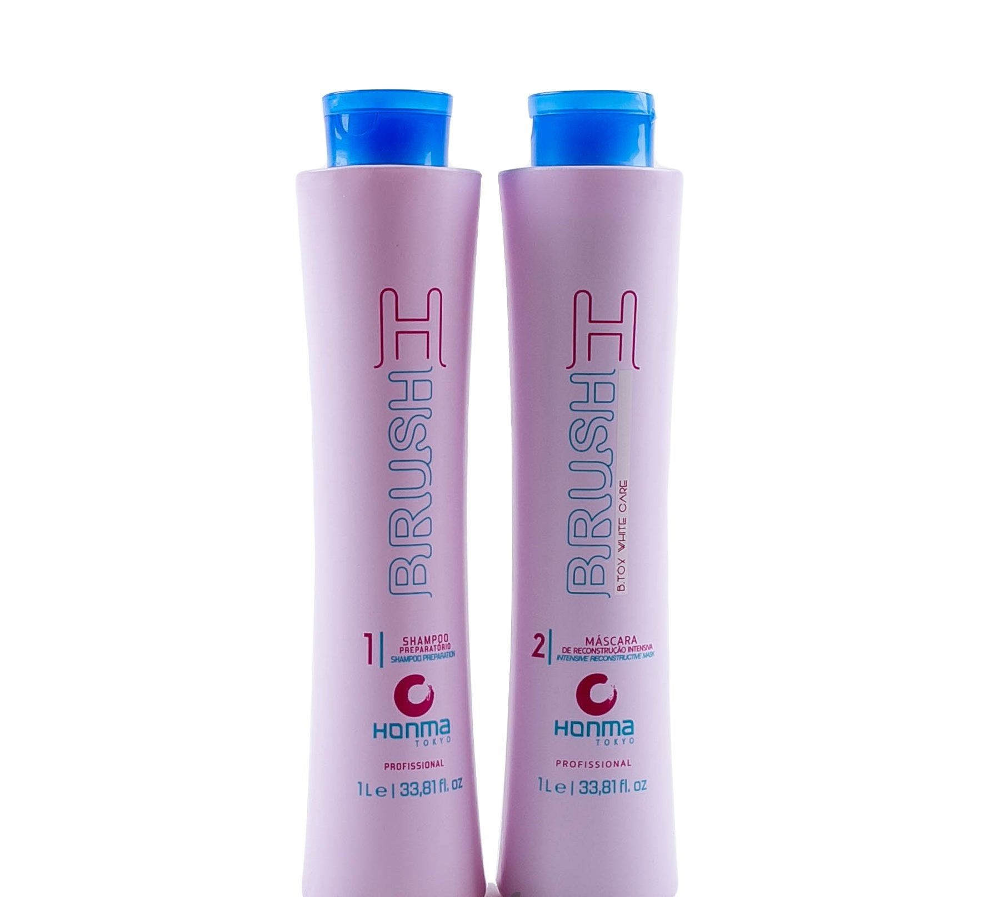 H BRUSH
1 SHAMPOO
PREPARATÓRIO
SHAMPOO PREPARATION
HONMA
TOKYO
PROFISSIONAL
1L e | 33,81 fl. oz
H BRUSH
B.TOX WHITE CARE
2 MÁSCARA
DE RECONSTRUÇÃO INTENSIVA
INTENSIVE RECONSTRUCTIVE MASK
HONMA
TOKYO
PROFISSIONAL
1L e | 33,81 fl. oz